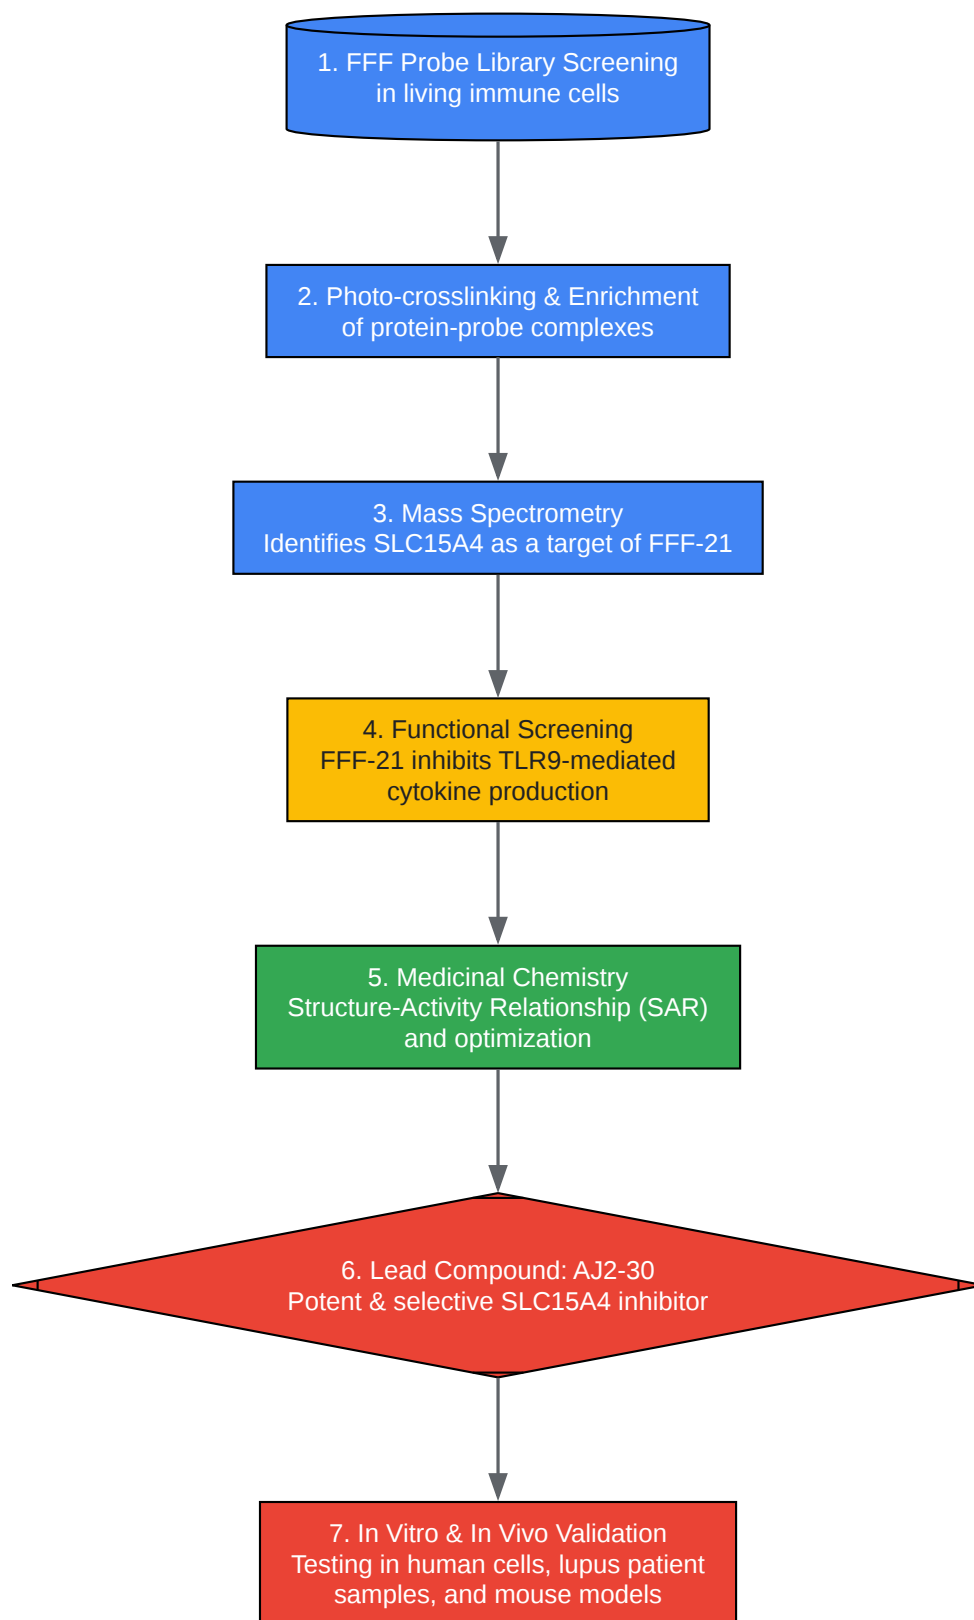 1. FFF Probe Library Screening
in living immune cells
2. Photo-crosslinking & Enrichment
of protein-probe complexes
3. Mass Spectrometry
Identifies SLC15A4 as a target of FFF-21
4. Functional Screening
FFF-21 inhibits TLR9-mediated
cytokine production
5. Medicinal Chemistry
Structure-Activity Relationship (SAR)
and optimization
6. Lead Compound: AJ2-30
Potent & selective SLC15A4 inhibitor
7. In Vitro & In Vivo Validation
Testing in human cells, lupus patient
samples, and mouse models